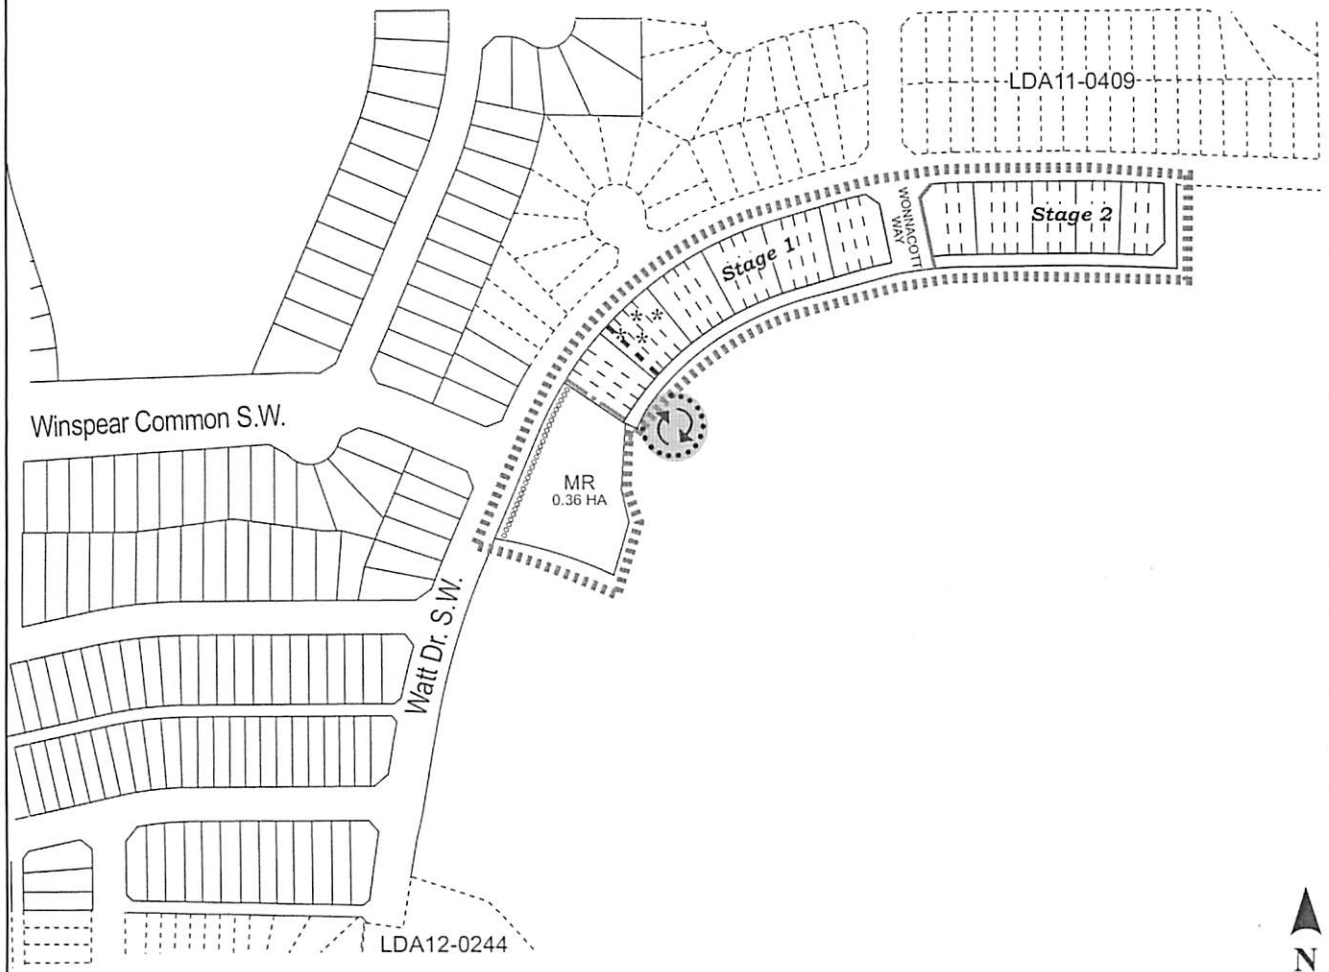 LDA11-0409
WONNACOTT
WAY
Stage 2
Stage 1
Winspear Common S.W.
MR
0.36 HA
Watt Dr. S.W.
LDA12-0244
N